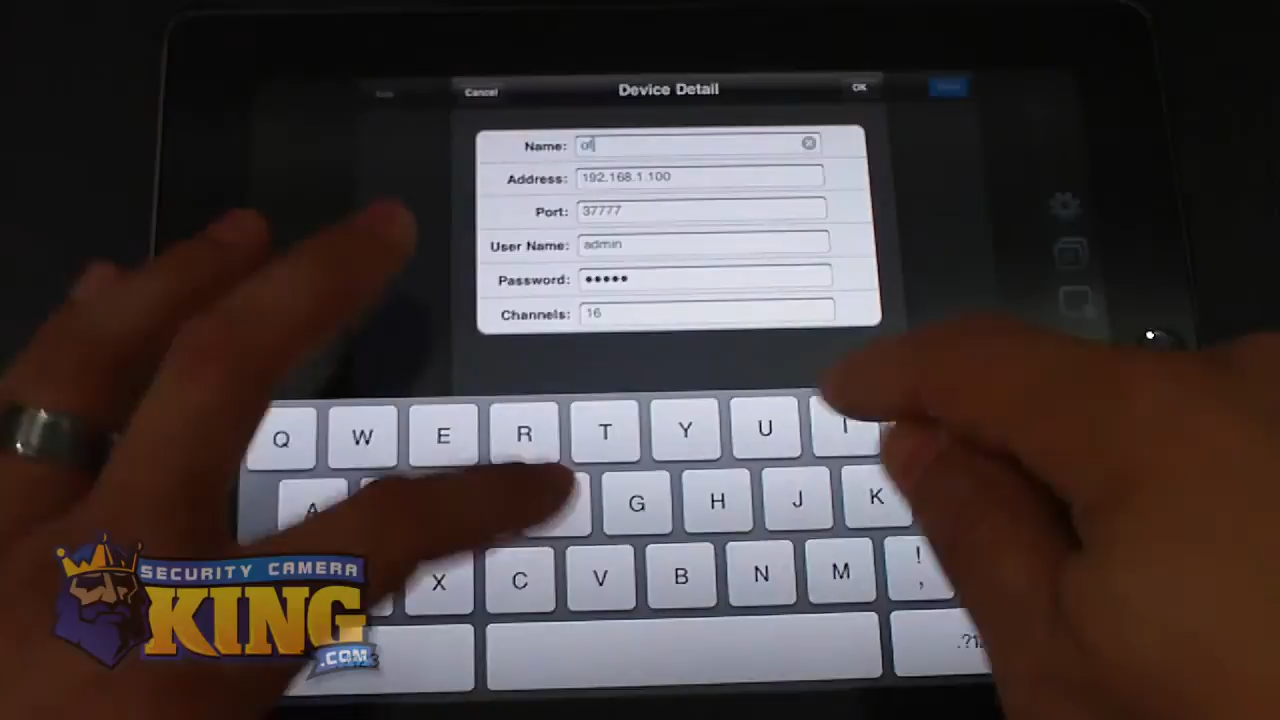 Cancel
Device Detail
OK
Name: of
Address: 192.168.1.100
Port: 37777
User Name: admin
Password: •••••
Channels: 16
Q W E R T Y U I
A G H J K
X C V B N M ! ,
SECURITY CAMERA
KING
.COM